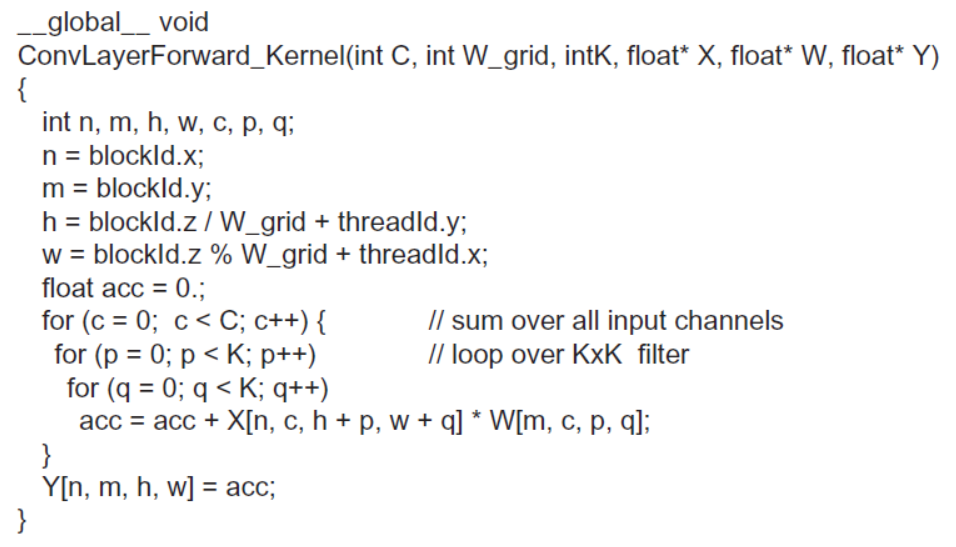 __global__ void
ConvLayerForward_Kernel(int C, int W_grid, intK, float* X, float* W, float* Y)
{
int n, m, h, w, c, p, q;
n = blockId.x;
m = blockId.y;
h = blockId.z / W_grid + threadId.y;
w = blockId.z % W_grid + threadId.x;
float acc = 0.;
for (c = 0; c < C; c++) { // sum over all input channels
for (p = 0; p < K; p++) // loop over KxK filter
for (q = 0; q < K; q++)
acc = acc + X[n, c, h + p, w + q] * W[m, c, p, q];
}
Y[n, m, h, w] = acc;
}